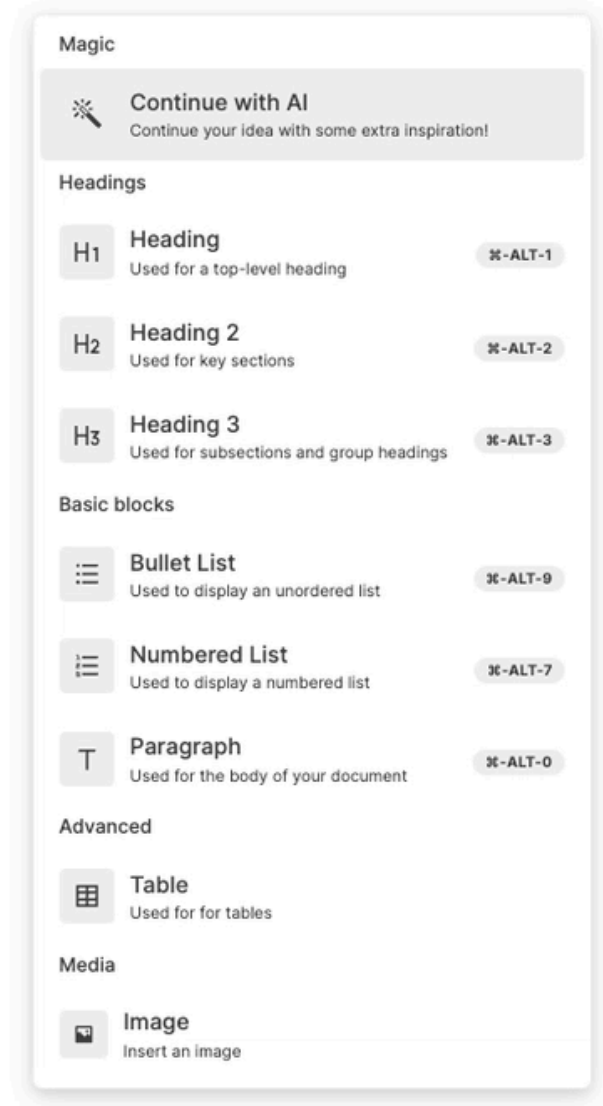 Magic
Continue with AI
Continue your idea with some extra inspiration!
Headings
H1 Heading ⌘-ALT-1
Used for a top-level heading
H2 Heading 2 ⌘-ALT-2
Used for key sections
H3 Heading 3 ⌘-ALT-3
Used for subsections and group headings
Basic blocks
Bullet List ⌘-ALT-9
Used to display an unordered list
Numbered List ⌘-ALT-7
Used to display a numbered list
T Paragraph ⌘-ALT-0
Used for the body of your document
Advanced
Table
Used for for tables
Media
Image
Insert an image